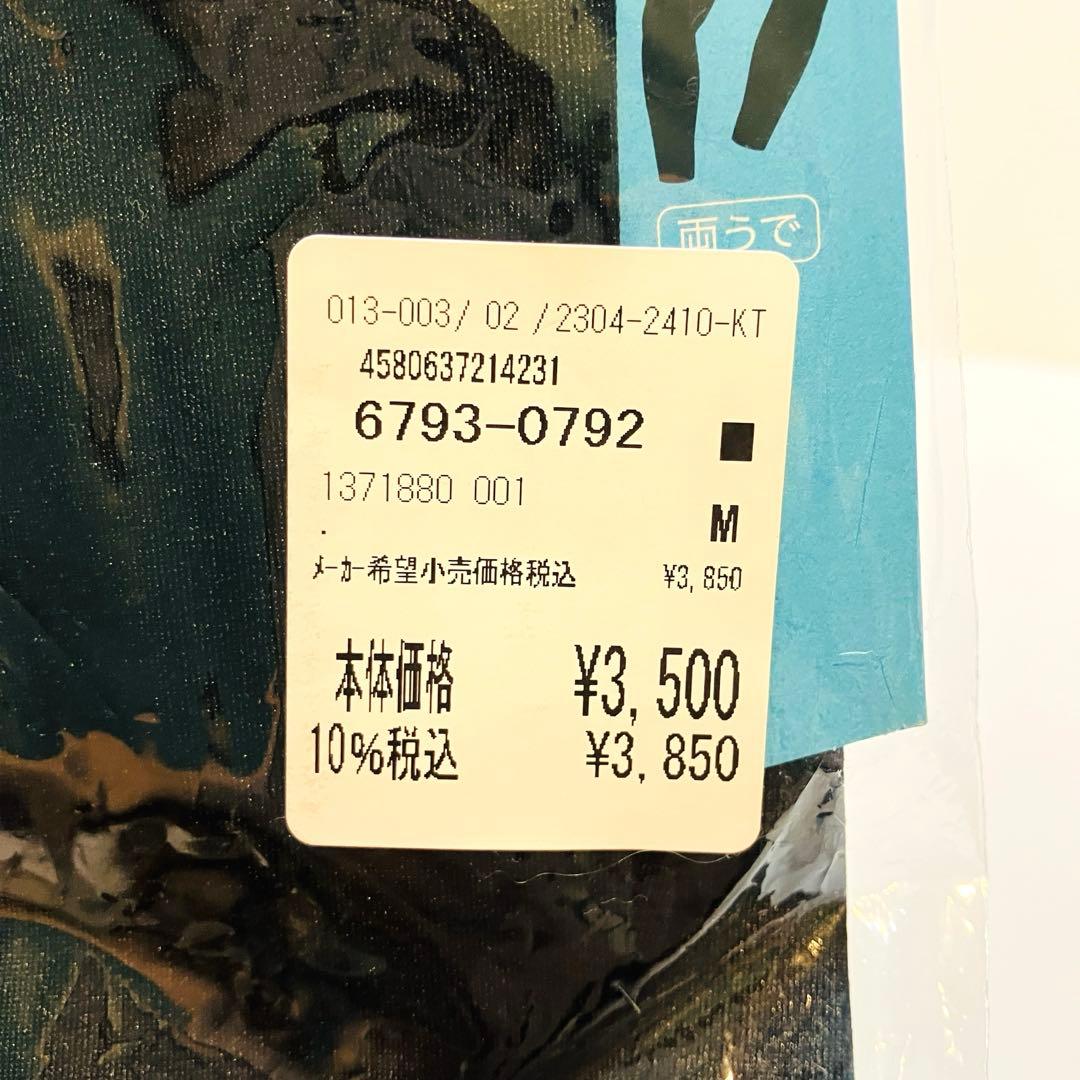 両うで
013-003/ 02 /2304-2410-KT
4580637214231
6793-0792 ■
1371880 001
. M
メーカー希望小売価格税込 ¥3,850
本体価格 ¥3,500
10%税込 ¥3,850